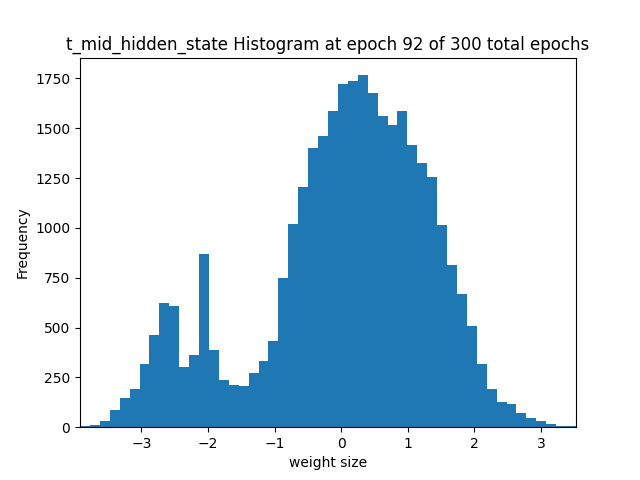 t_mid_hidden_state Histogram at epoch 92 of 300 total epochs
1750
1500
1250
1000
750
500
250
0
Frequency
−3 −2 −1 0 1 2 3
weight size